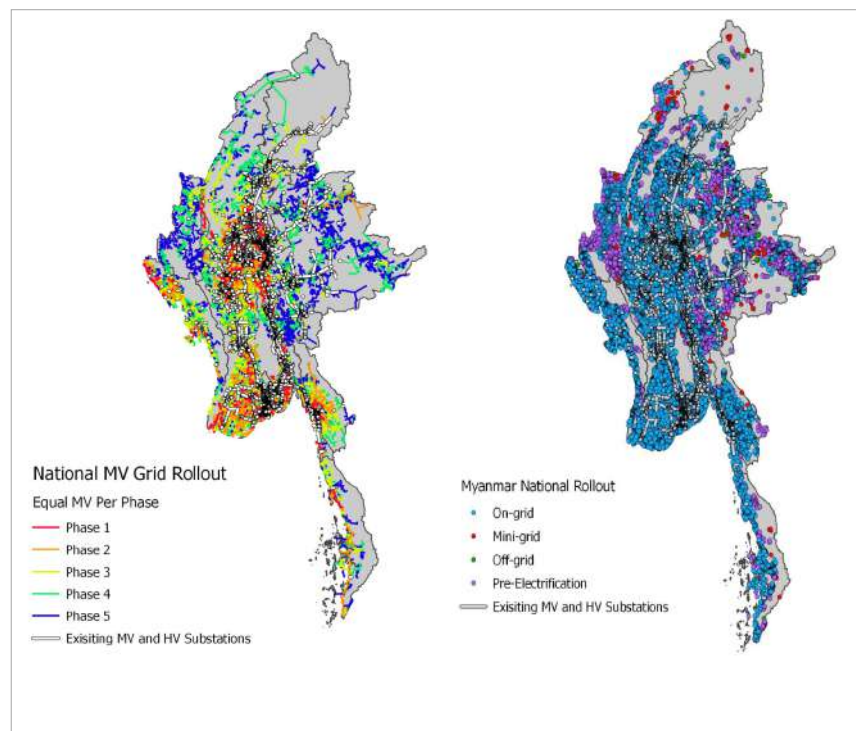 National MV Grid Rollout
Equal MV Per Phase
Phase 1
Phase 2
Phase 3
Phase 4
Phase 5
Exisiting MV and HV Substations
Myanmar National Rollout
On-grid
Mini-grid
Off-grid
Pre-Electrification
Exisiting MV and HV Substations